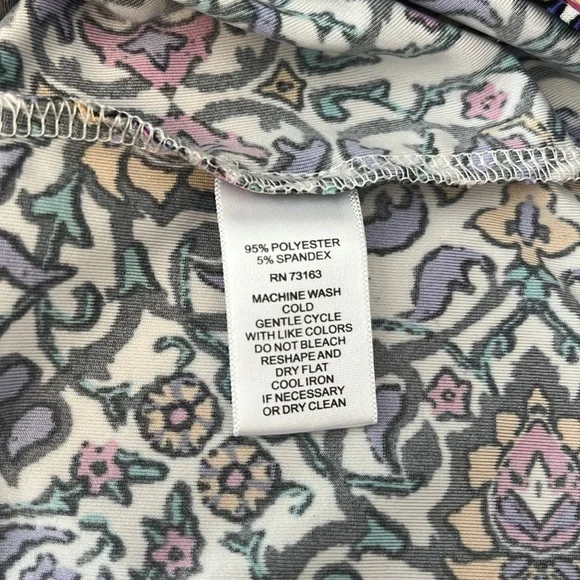 95% POLYESTER
5% SPANDEX
RN 73163
MACHINE WASH
COLD
GENTLE CYCLE
WITH LIKE COLORS
DO NOT BLEACH
RESHAPE AND
DRY FLAT
COOL IRON
IF NECESSARY
OR DRY CLEAN